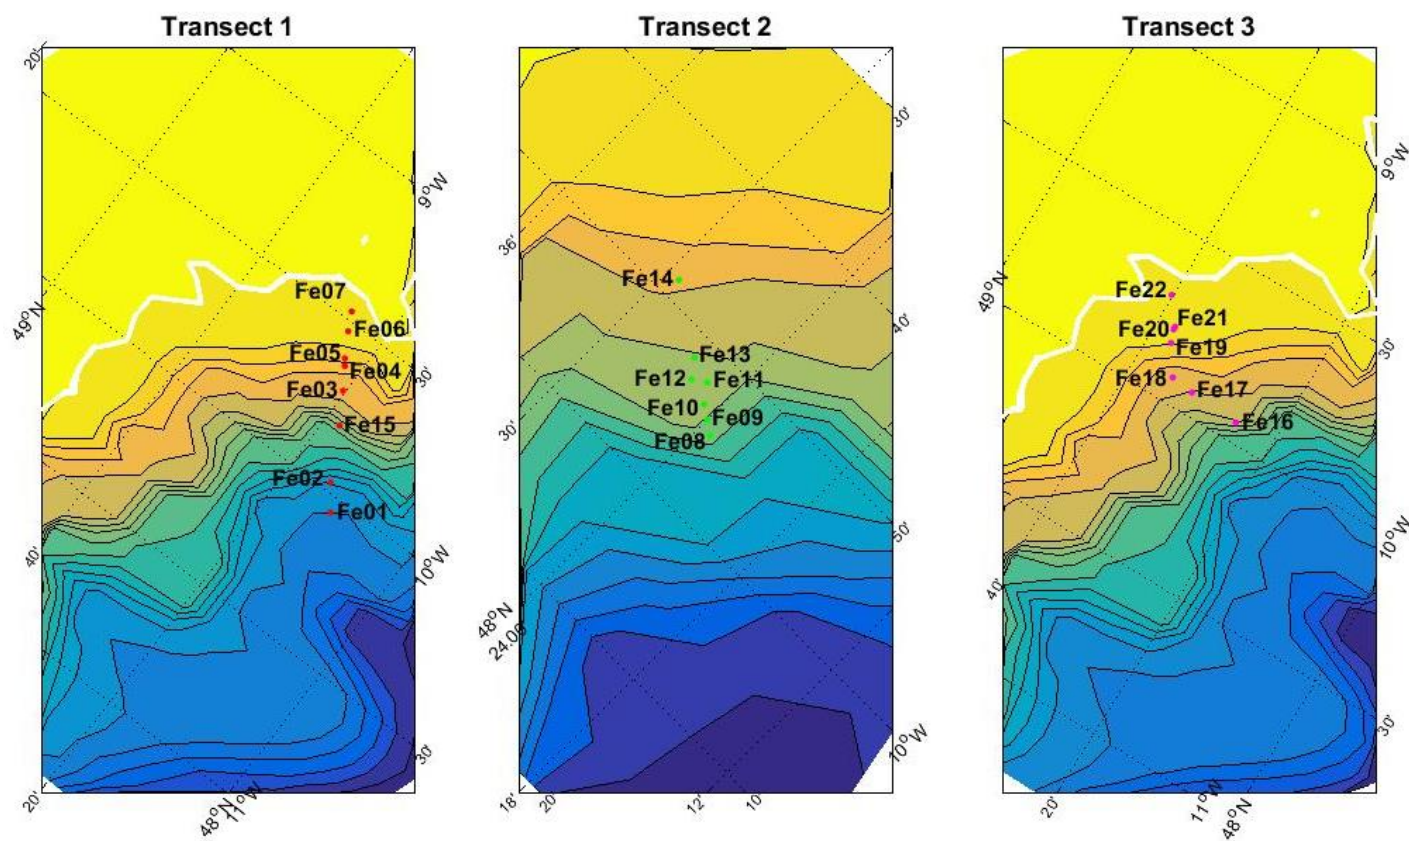 Transect 1
Transect 2
Transect 3
20'
9°W
49°N
30'
40'
10°W
30'
20'
48°N
11°W
Fe07
Fe06
Fe05
Fe04
Fe03
Fe15
Fe02
Fe01
30'
36'
40'
30'
50'
48°N
24.00'
10°W
18'
20'
12'
10'
Fe14
Fe13
Fe12
Fe11
Fe10
Fe09
Fe08
9°W
49°N
30'
10°W
40'
30'
20'
11°W
48°N
Fe22
Fe21
Fe20
Fe19
Fe18
Fe17
Fe16